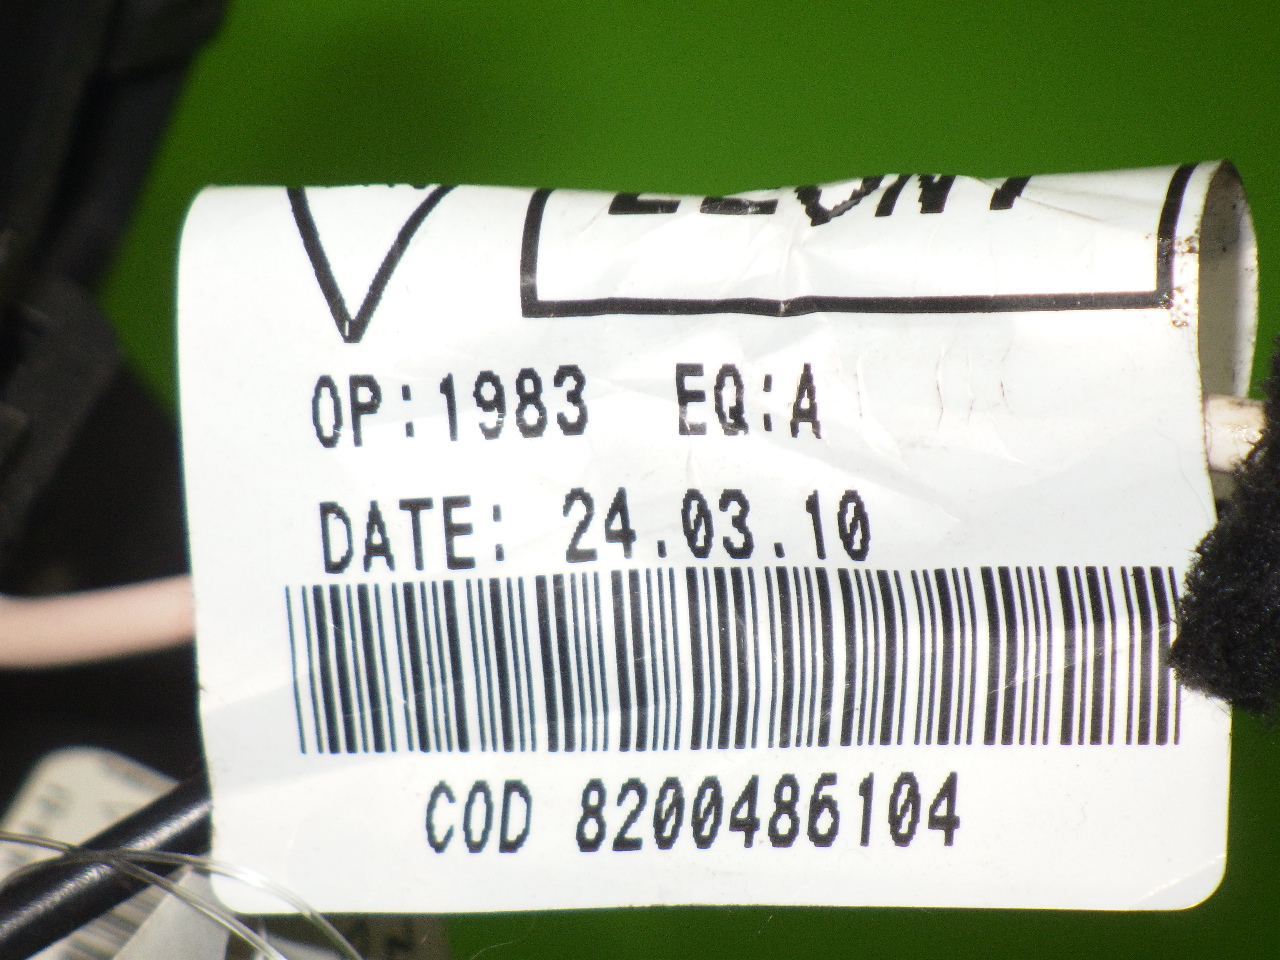 OP:1983 EQ:A
DATE: 24.03.10
COD 8200486104